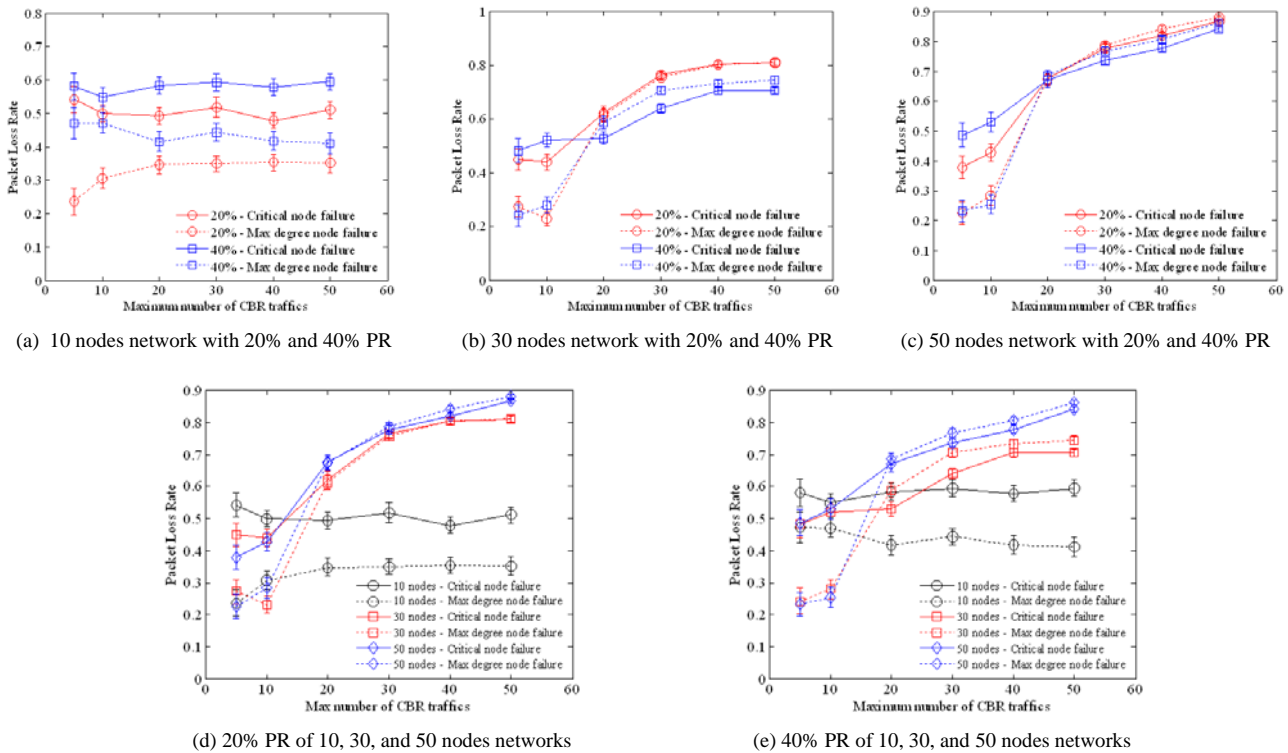 0.8
0.7
0.6
0.5
0.4
0.3
0.2
0.1
0
0 10 20 30 40 50 60
Packet Loss Rate
20% - Critical node failure
20% - Max degree node failure
40% - Critical node failure
40% - Max degree node failure
Maximum number of CBR traffics
(a) 10 nodes network with 20% and 40% PR
1
0.8
0.6
0.4
0.2
0
0 10 20 30 40 50 60
Packet Loss Rate
20% - Critical node failure
20% - Max degree node failure
40% - Critical node failure
40% - Max degree node failure
Maximum number of CBR traffics
(b) 30 nodes network with 20% and 40% PR
0.9
0.8
0.7
0.6
0.5
0.4
0.3
0.2
0.1
0
0 10 20 30 40 50 60
Packet Loss Rate
20% - Critical node failure
20% - Max degree node failure
40% - Critical node failure
40% - Max degree node failure
Maximum number of CBR traffics
(c) 50 nodes network with 20% and 40% PR
0.9
0.8
0.7
0.6
0.5
0.4
0.3
0.2
0.1
0
0 10 20 30 40 50 60
Packet Loss Rate
10 nodes - Critical node failure
10 nodes - Max degree node failure
30 nodes - Critical node failure
30 nodes - Max degree node failure
50 nodes - Critical node failure
50 nodes - Max degree node failure
Max number of CBR traffics
(d) 20% PR of 10, 30, and 50 nodes networks
0.9
0.8
0.7
0.6
0.5
0.4
0.3
0.2
0.1
0
0 10 20 30 40 50 60
Packet Loss Rate
10 nodes - Critical node failure
10 nodes - Max degree node failure
30 nodes - Critical node failure
30 nodes - Max degree node failure
50 nodes - Critical node failure
50 nodes - Max degree node failure
Maximum number of CBR traffics
(e) 40% PR of 10, 30, and 50 nodes networks